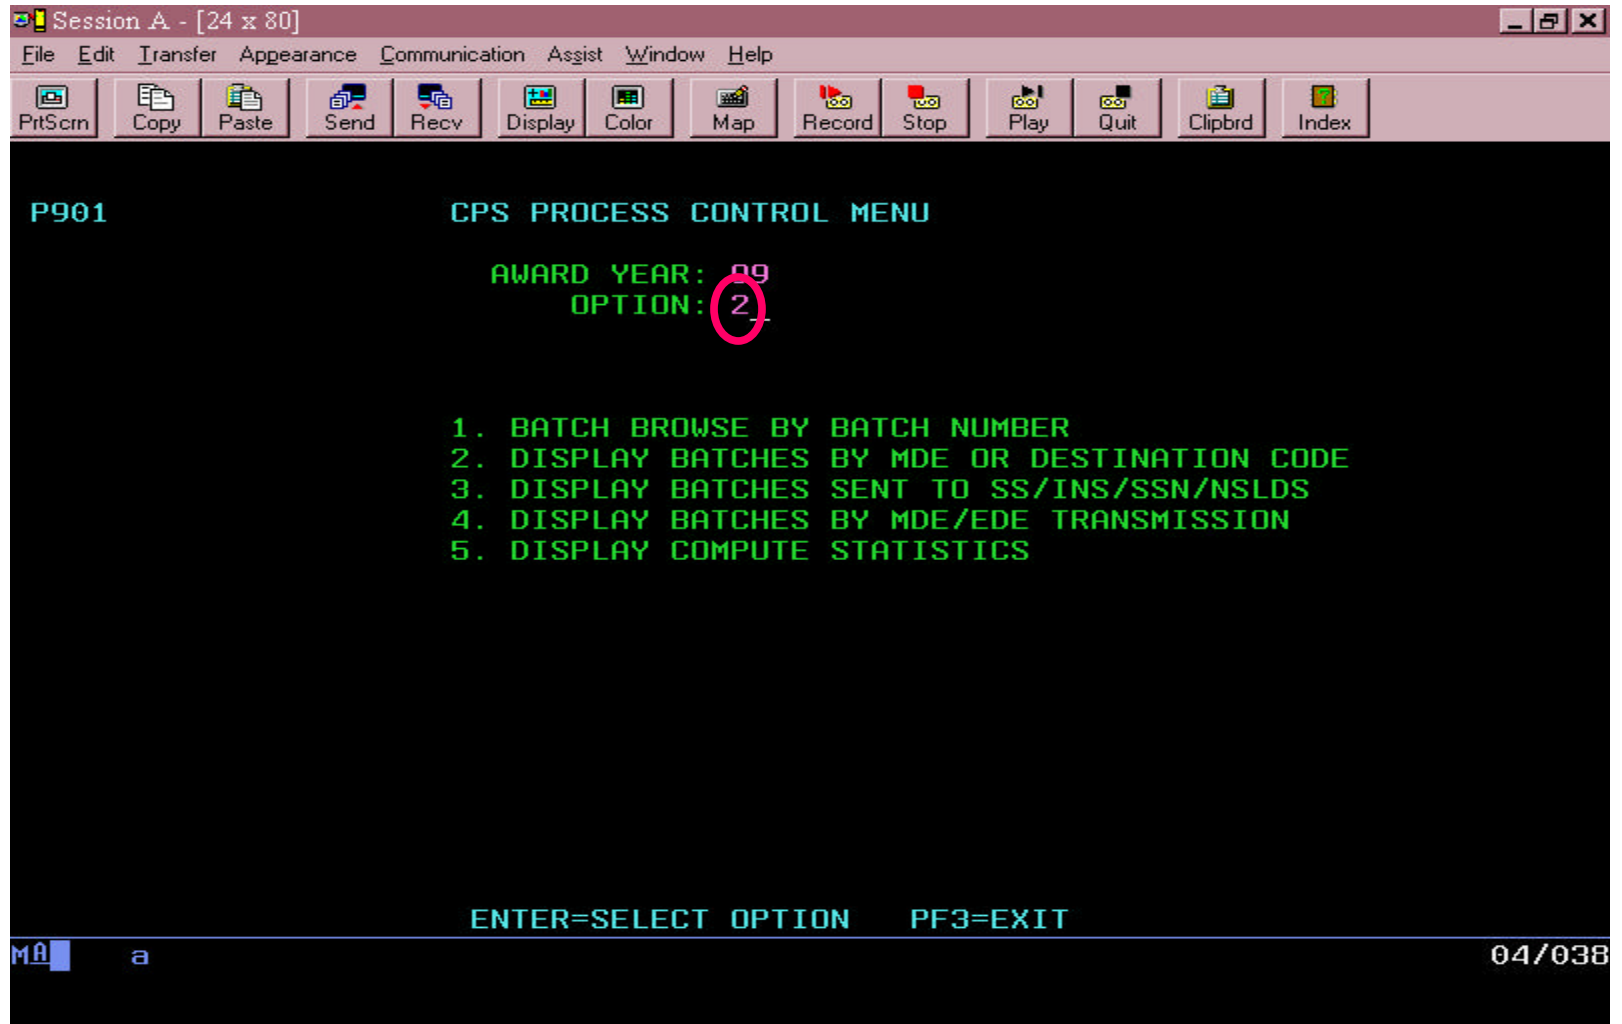 Session A - [24 x 80]
File Edit Transfer Appearance Communication Assist Window Help
PrtScrn Copy Paste Send Recv Display Color Map Record Stop Play Quit Clipbrd Index
P901 CPS PROCESS CONTROL MENU
AWARD YEAR: 09
OPTION: 2_
1. BATCH BROWSE BY BATCH NUMBER
2. DISPLAY BATCHES BY MDE OR DESTINATION CODE
3. DISPLAY BATCHES SENT TO SS/INS/SSN/NSLDS
4. DISPLAY BATCHES BY MDE/EDE TRANSMISSION
5. DISPLAY COMPUTE STATISTICS
ENTER=SELECT OPTION PF3=EXIT
MA a 04/038